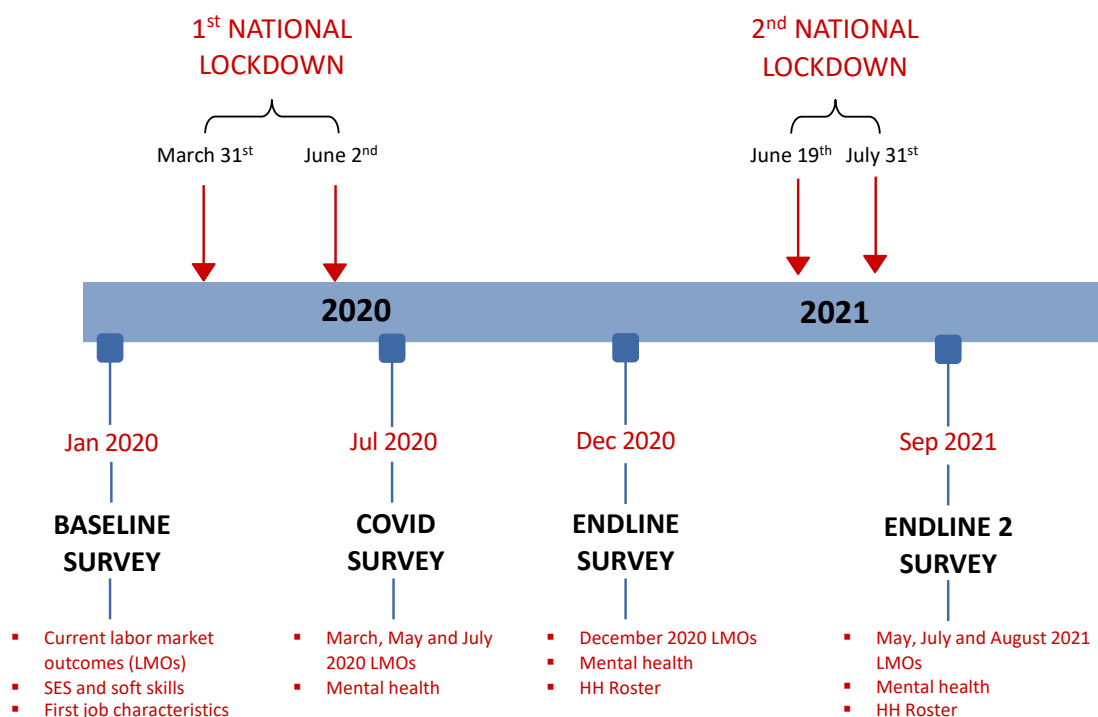 1st NATIONAL
LOCKDOWN
2nd NATIONAL
LOCKDOWN
March 31st
June 2nd
June 19th
July 31st
2020
2021
Jan 2020
Jul 2020
Dec 2020
Sep 2021
BASELINE
SURVEY
COVID
SURVEY
ENDLINE
SURVEY
ENDLINE 2
SURVEY
▪ Current labor market
outcomes (LMOs)
▪ SES and soft skills
▪ First job characteristics
▪ March, May and July
2020 LMOs
▪ Mental health
▪ December 2020 LMOs
▪ Mental health
▪ HH Roster
▪ May, July and August 2021
LMOs
▪ Mental health
▪ HH Roster